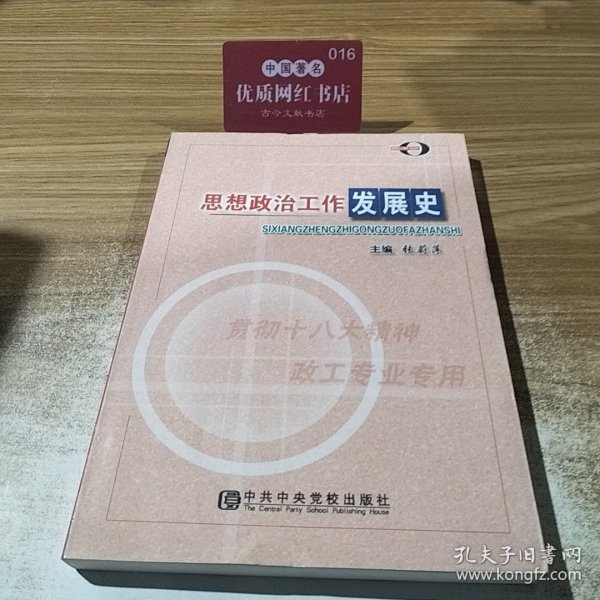 016
中国著名
优质网红书店
古今文献书店
思想政治工作发展史
SIXIANGZHENGZHIGONGZUOFAZHANSHI
主编 张蔚萍
贯彻十八大精神
政工专业专用
中共中央党校出版社
The Central Party School Publishing House
孔夫子旧书网
www.kongfz.com